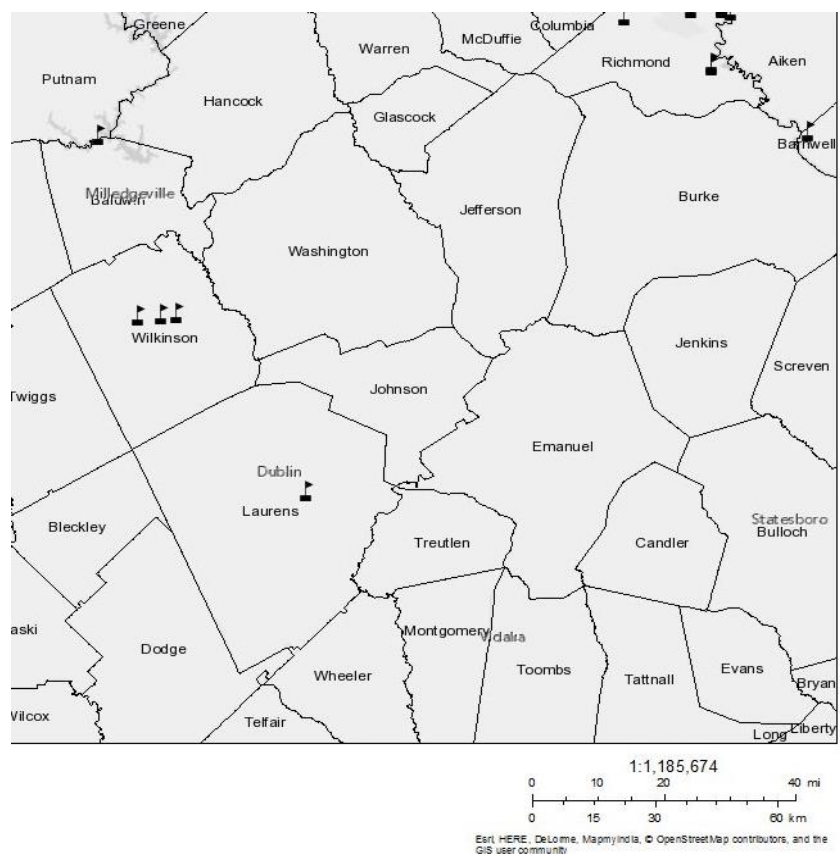 Greene
Warren
McDuffie
Columbia
Putnam
Hancock
Richmond
Aiken
Glascock
Barnwell
Milledgeville
Baldwin
Jefferson
Burke
Washington
Wilkinson
Jenkins
Screven
Twiggs
Johnson
Emanuel
Dublin
Laurens
Statesboro
Bulloch
Bleckley
Treutlen
Candler
aski
Dodge
Montgomery
Vidalia
Wheeler
Toombs
Tattnall
Evans
Bryan
Wilcox
Telfair
Long
Liberty
1:1,185,674
0 10 20 40 mi
0 15 30 60 km
Esri, HERE, DeLorme, MapmyIndia, © OpenStreetMap contributors, and the
GIS user community